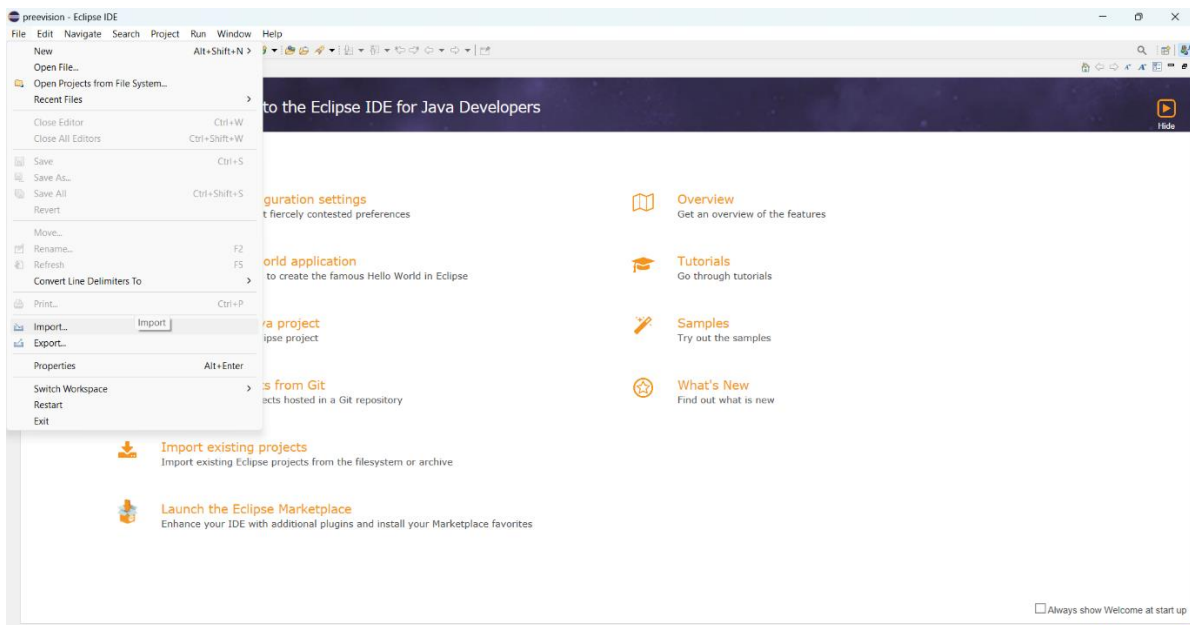 preevision - Eclipse IDE
File Edit Navigate Search Project Run Window Help
New Alt+Shift+N >
Open File...
Open Projects from File System...
Recent Files >
Close Editor Ctrl+W
Close All Editors Ctrl+Shift+W
Save Ctrl+S
Save As...
Save All Ctrl+Shift+S
Revert
Move...
Rename... F2
Refresh F5
Convert Line Delimiters To >
Print... Ctrl+P
Import... Import
Export...
Properties Alt+Enter
Switch Workspace >
Restart
Exit
to the Eclipse IDE for Java Developers
Hide
guration settings
t fiercely contested preferences
orld application
to create the famous Hello World in Eclipse
va project
ipse project
s from Git
ects hosted in a Git repository
Import existing projects
Import existing Eclipse projects from the filesystem or archive
Launch the Eclipse Marketplace
Enhance your IDE with additional plugins and install your Marketplace favorites
Overview
Get an overview of the features
Tutorials
Go through tutorials
Samples
Try out the samples
What's New
Find out what is new
Always show Welcome at start up